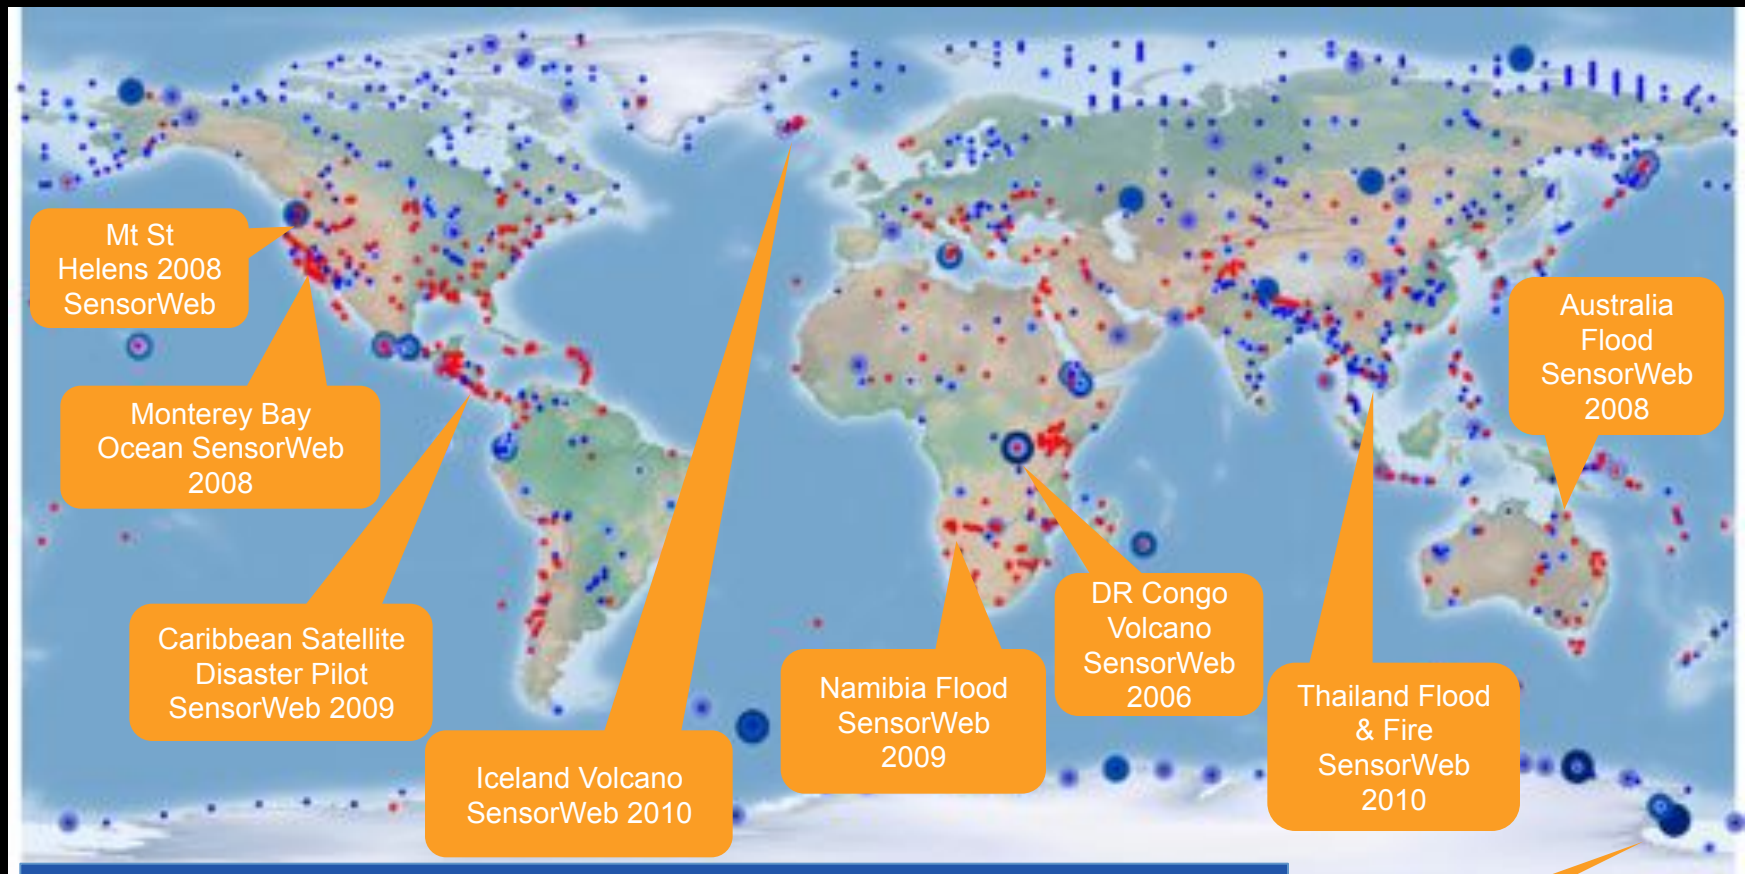 Mt St
Helens 2008
SensorWeb
Monterey Bay
Ocean SensorWeb
2008
Caribbean Satellite
Disaster Pilot
SensorWeb 2009
Iceland Volcano
SensorWeb 2010
Namibia Flood
SensorWeb
2009
DR Congo
Volcano
SensorWeb
2006
Thailand Flood
& Fire
SensorWeb
2010
Australia
Flood
SensorWeb
2008